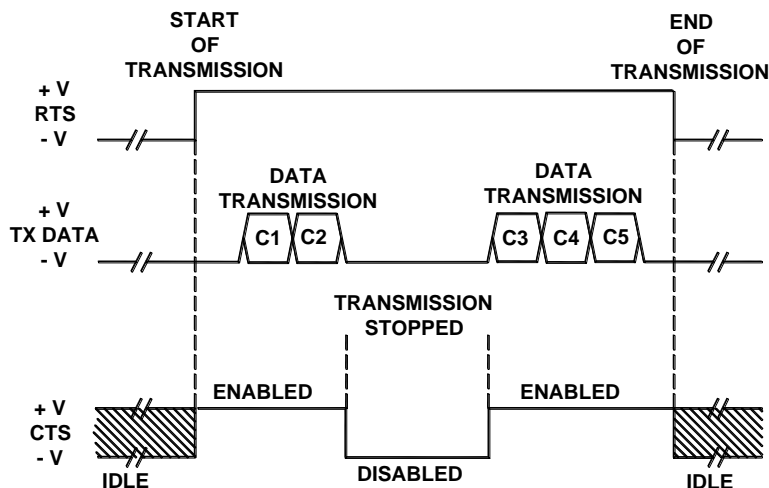 START
OF
TRANSMISSION
END
OF
TRANSMISSION
+ V
RTS
- V
DATA
TRANSMISSION
DATA
TRANSMISSION
+ V
TX DATA
- V
C1 C2 C3 C4 C5
TRANSMISSION
STOPPED
ENABLED ENABLED
+ V
CTS
- V
DISABLED
IDLE IDLE